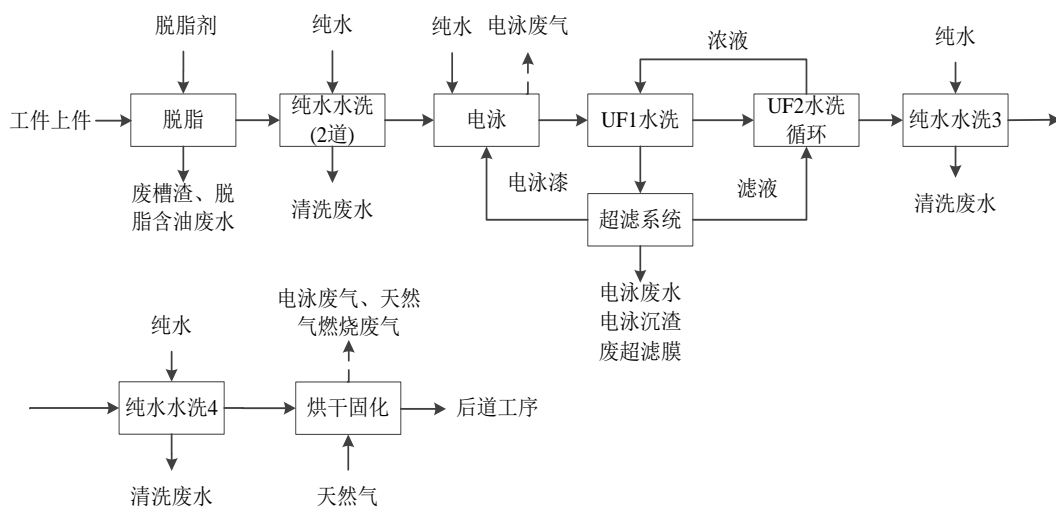 脱脂剂
纯水
纯水
电泳废气
浓液
纯水
工件上件
脱脂
纯水水洗
(2道)
电泳
UF1水洗
UF2水洗
循环
纯水水洗3
废槽渣、脱
脂含油废水
清洗废水
电泳漆
超滤系统
滤液
清洗废水
电泳废水
电泳沉渣
废超滤膜
电泳废气、天然
气燃烧废气
纯水
纯水水洗4
烘干固化
后道工序
清洗废水
天然气